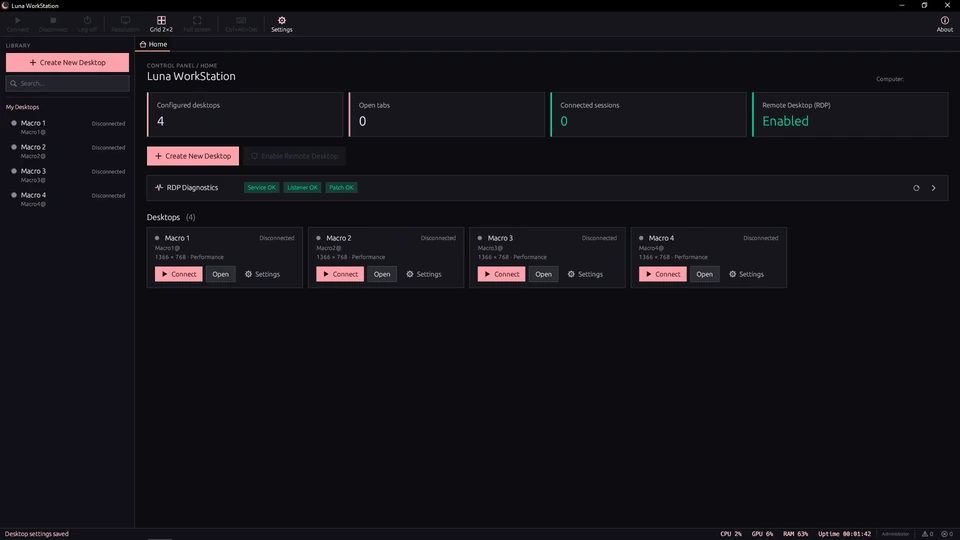 Luna WorkStation
Connect Disconnect Log off Resolution Grid 2×2 Full screen Ctrl+Alt+Del Settings About
LIBRARY
+ Create New Desktop
Search...
My Desktops
Macro 1 Disconnected
Macro1@
Macro 2 Disconnected
Macro2@
Macro 3 Disconnected
Macro3@
Macro 4 Disconnected
Macro4@
Home
CONTROL PANEL / HOME
Luna WorkStation
Computer:
Configured desktops
4
Open tabs
0
Connected sessions
0
Remote Desktop (RDP)
Enabled
+ Create New Desktop Enable Remote Desktop
RDP Diagnostics Service OK Listener OK Patch OK
Desktops (4)
Macro 1 Disconnected
Macro1@
1366 × 768 · Performance
Connect Open Settings
Macro 2 Disconnected
Macro2@
1366 × 768 · Performance
Connect Open Settings
Macro 3 Disconnected
Macro3@
1366 × 768 · Performance
Connect Open Settings
Macro 4 Disconnected
Macro4@
1366 × 768 · Performance
Connect Open Settings
Desktop settings saved
CPU 2% GPU 6% RAM 63% Uptime 00:01:42 Administrator 0 0